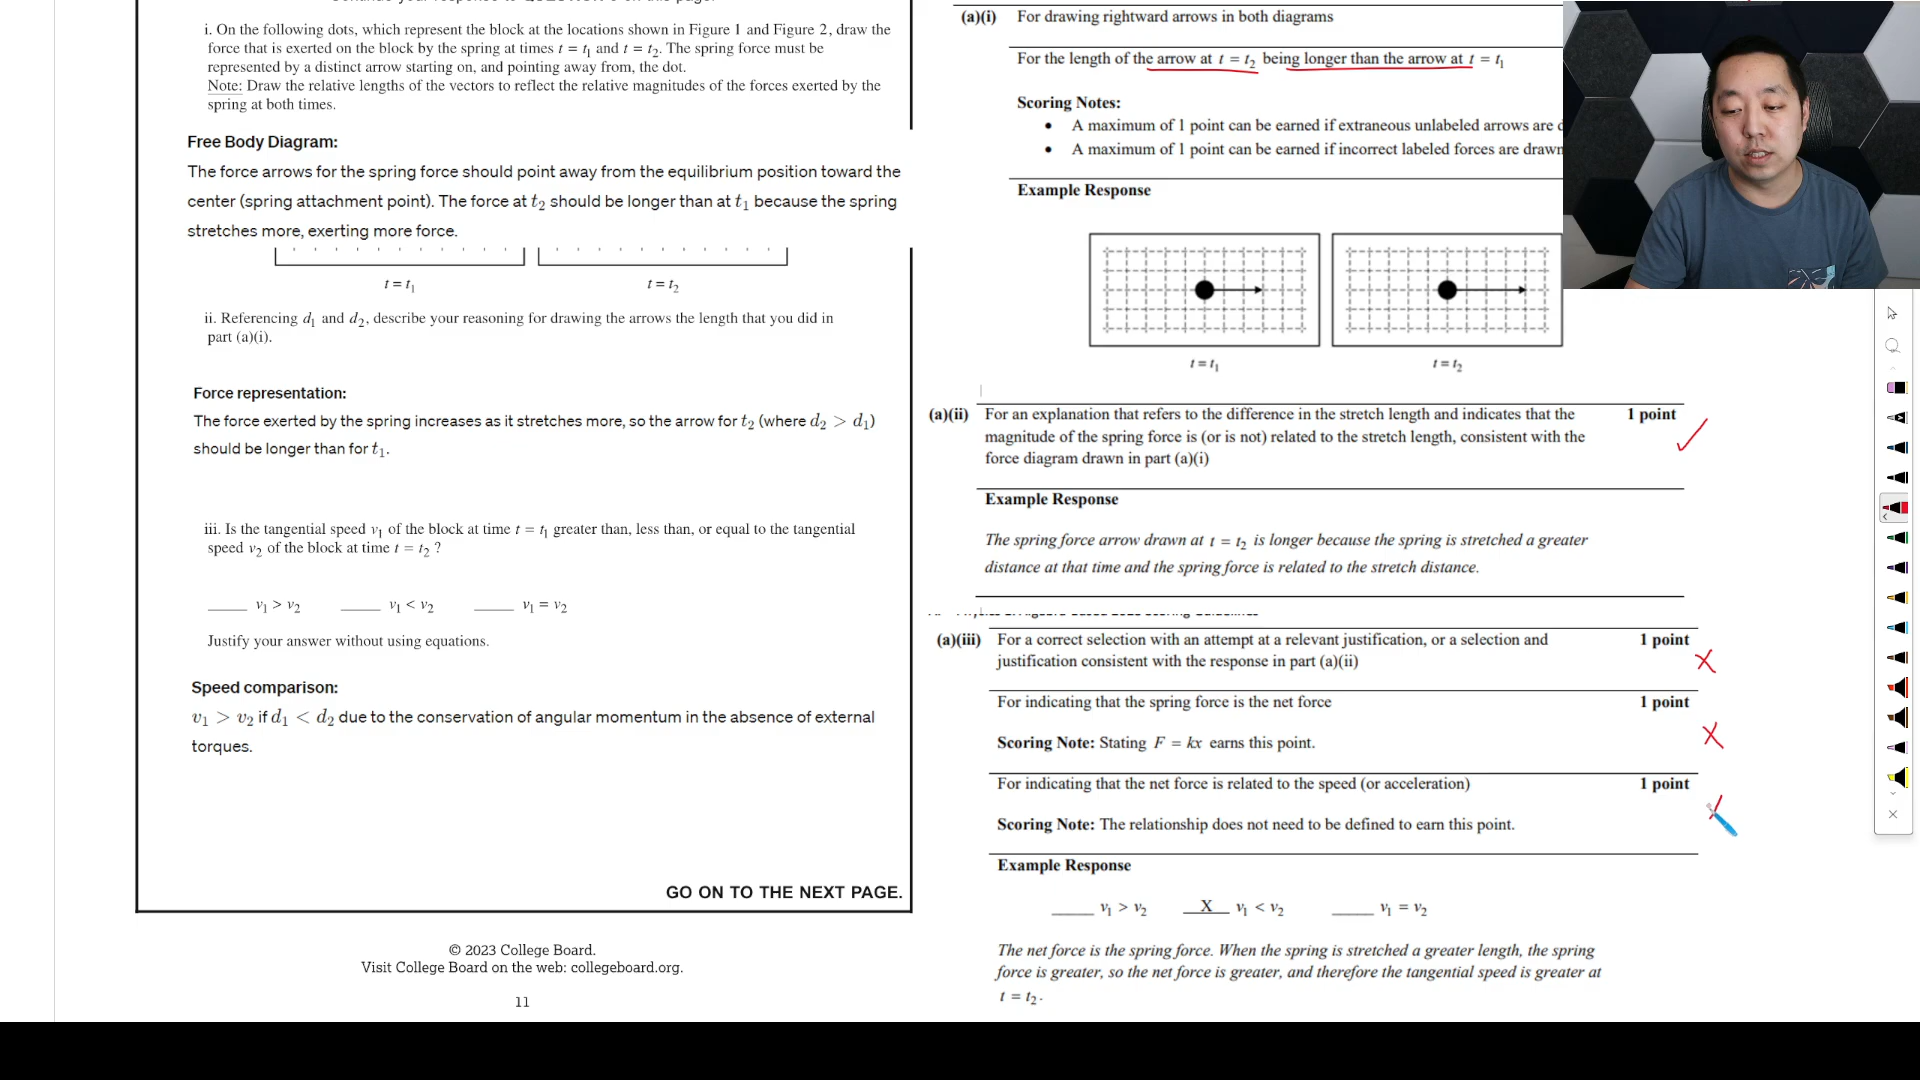 i. On the following dots, which represent the block at the locations shown in Figure 1 and Figure 2, draw the
force that is exerted on the block by the spring at times t = t₁ and t = t₂. The spring force must be
represented by a distinct arrow starting on, and pointing away from, the dot.
Note: Draw the relative lengths of the vectors to reflect the relative magnitudes of the forces exerted by the
spring at both times.
Free Body Diagram:
The force arrows for the spring force should point away from the equilibrium position toward the
center (spring attachment point). The force at t₂ should be longer than at t₁ because the spring
stretches more, exerting more force.
t = t₁
t = t₂
ii. Referencing d₁ and d₂, describe your reasoning for drawing the arrows the length that you did in
part (a)(i).
Force representation:
The force exerted by the spring increases as it stretches more, so the arrow for t₂ (where d₂ > d₁)
should be longer than for t₁.
iii. Is the tangential speed v₁ of the block at time t = t₁ greater than, less than, or equal to the tangential
speed v₂ of the block at time t = t₂ ?
_____ v₁ > v₂ _____ v₁ < v₂ _____ v₁ = v₂
Justify your answer without using equations.
Speed comparison:
v₁ > v₂ if d₁ < d₂ due to the conservation of angular momentum in the absence of external
torques.
GO ON TO THE NEXT PAGE.
© 2023 College Board.
Visit College Board on the web: collegeboard.org.
11
(a)(i) For drawing rightward arrows in both diagrams
For the length of the arrow at t = t₂ being longer than the arrow at t = t₁
Scoring Notes:
• A maximum of 1 point can be earned if extraneous unlabeled arrows are
• A maximum of 1 point can be earned if incorrect labeled forces are drawn
Example Response
t = t₁
t = t₂
(a)(ii) For an explanation that refers to the difference in the stretch length and indicates that the 1 point
magnitude of the spring force is (or is not) related to the stretch length, consistent with the
force diagram drawn in part (a)(i)
Example Response
The spring force arrow drawn at t = t₂ is longer because the spring is stretched a greater
distance at that time and the spring force is related to the stretch distance.
(a)(iii) For a correct selection with an attempt at a relevant justification, or a selection and 1 point
justification consistent with the response in part (a)(ii)
For indicating that the spring force is the net force 1 point
Scoring Note: Stating F = kx earns this point.
For indicating that the net force is related to the speed (or acceleration) 1 point
Scoring Note: The relationship does not need to be defined to earn this point.
Example Response
_____ v₁ > v₂ __X__ v₁ < v₂ _____ v₁ = v₂
The net force is the spring force. When the spring is stretched a greater length, the spring
force is greater, so the net force is greater, and therefore the tangential speed is greater at
t = t₂.